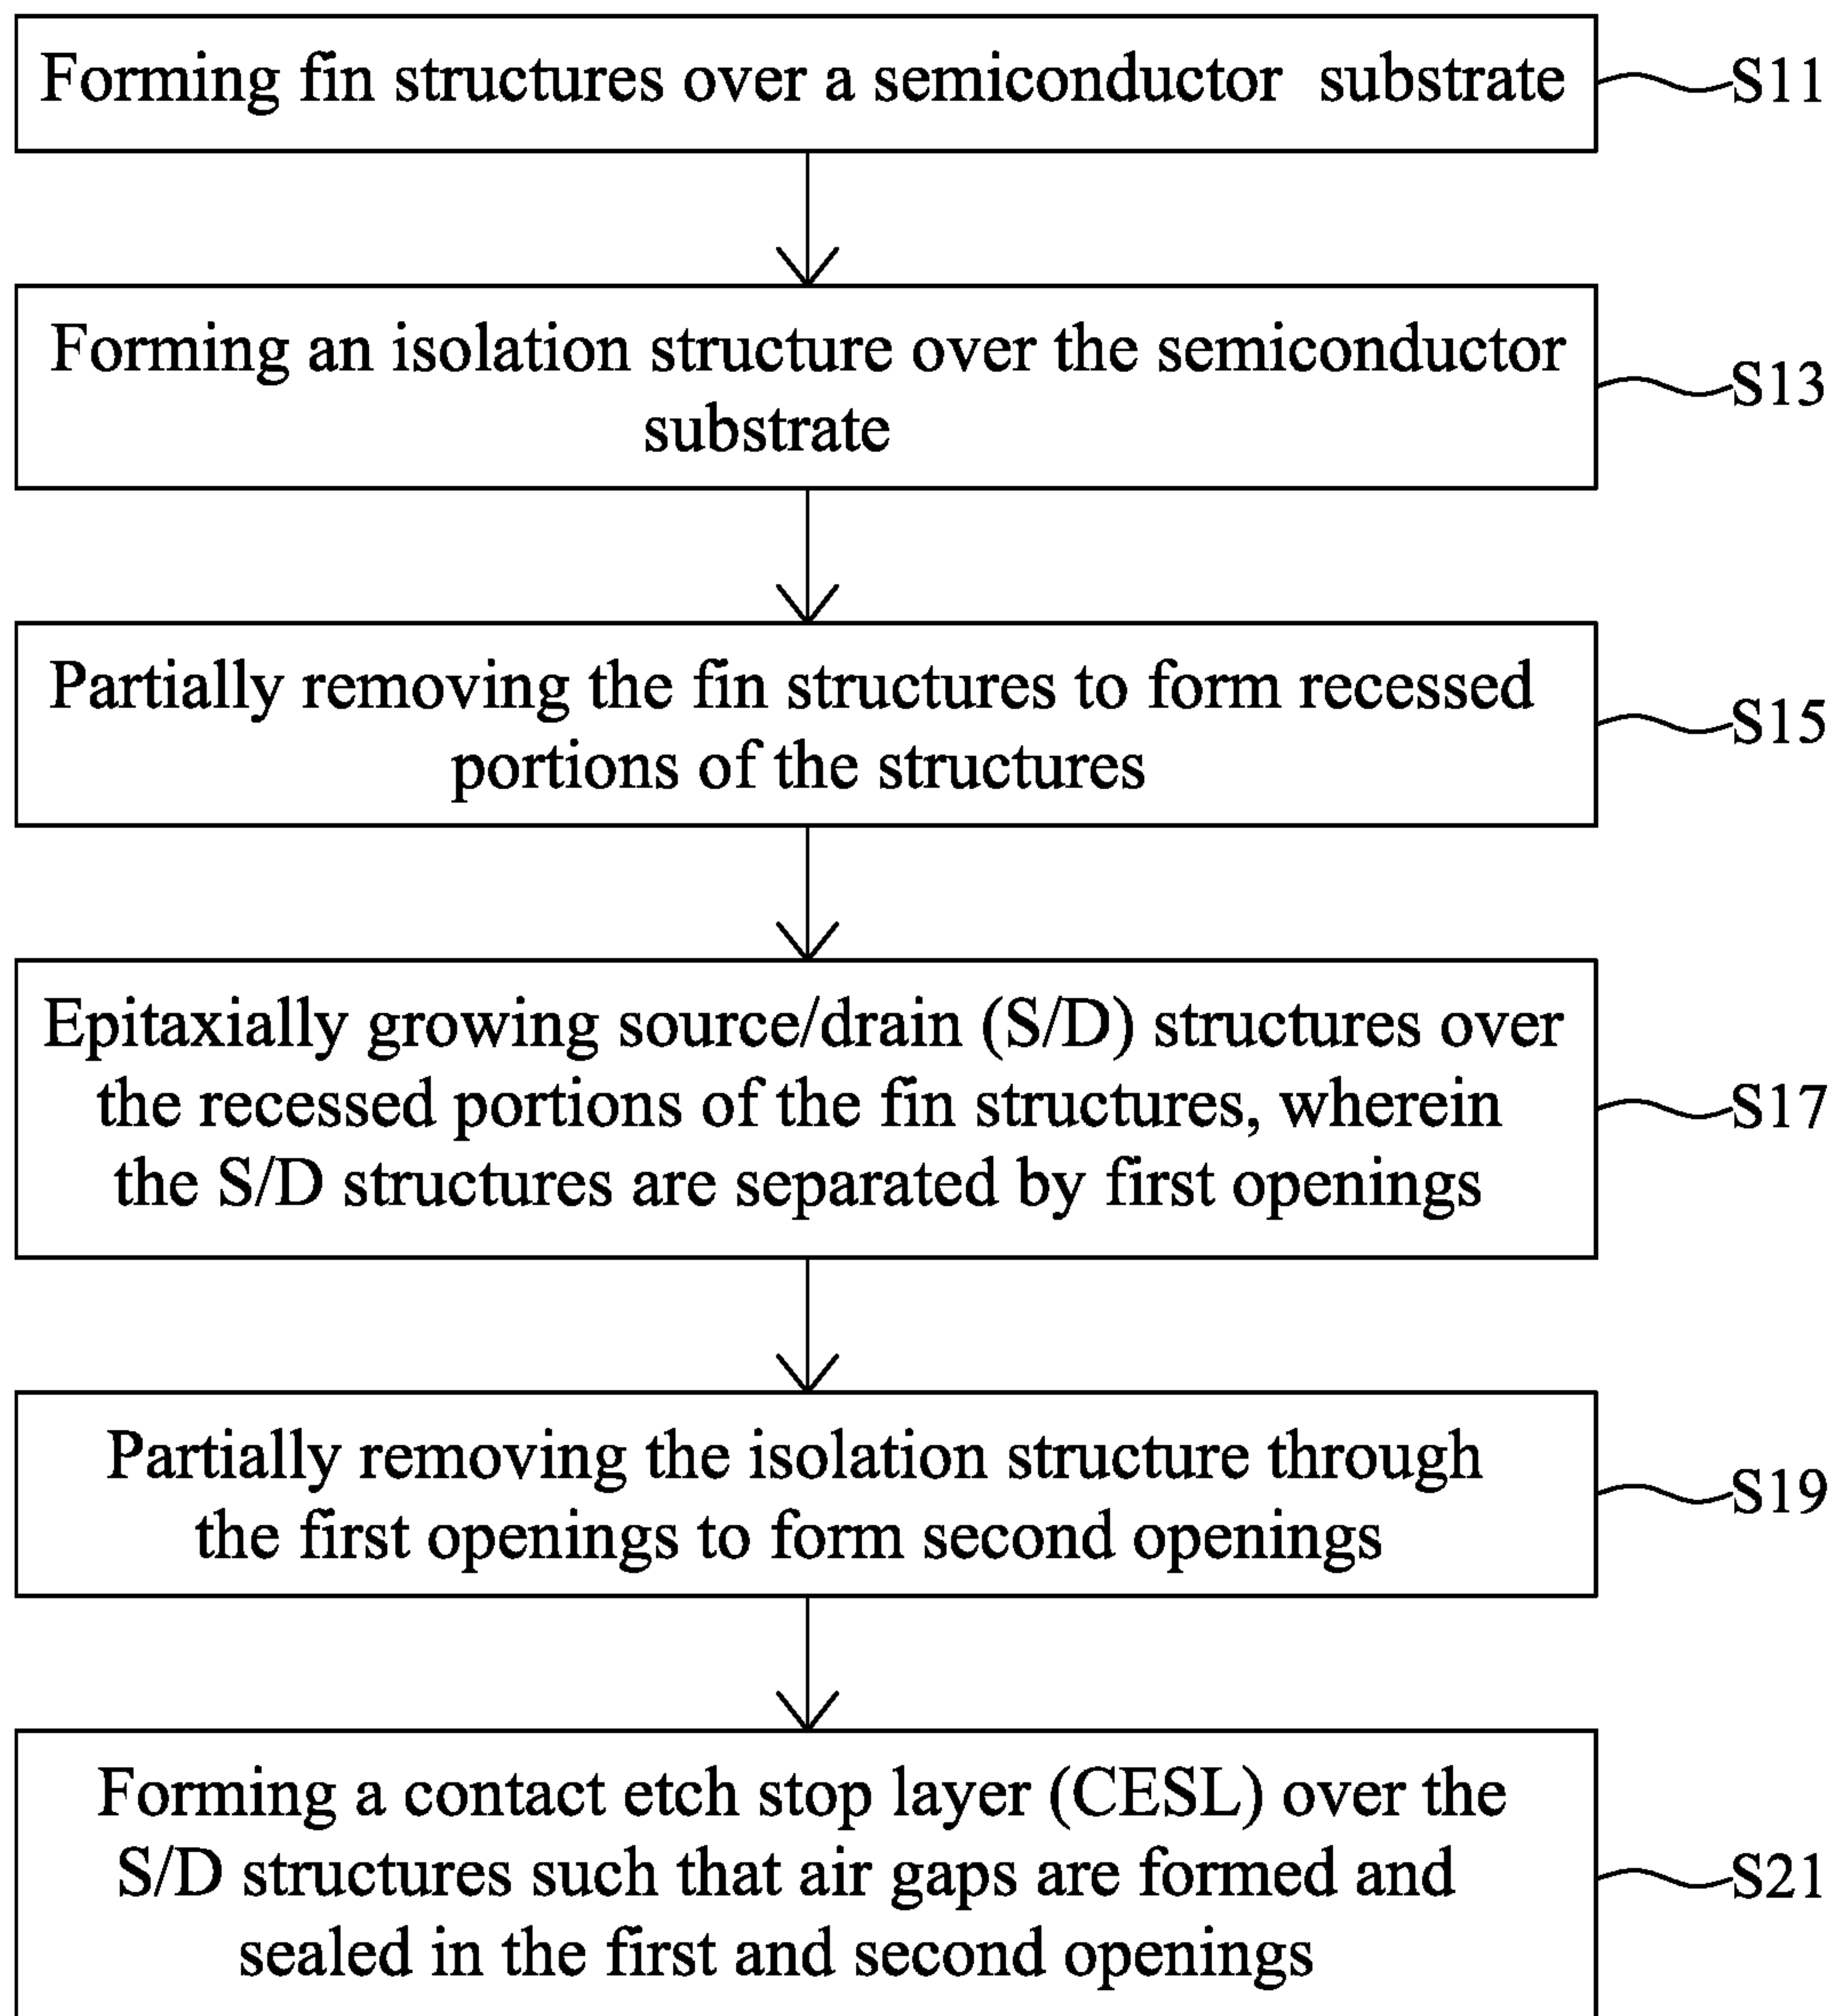 Forming fin structures over a semiconductor substrate
S11
Forming an isolation structure over the semiconductor
substrate
S13
Partially removing the fin structures to form recessed
portions of the structures
S15
Epitaxially growing source/drain (S/D) structures over
the recessed portions of the fin structures, wherein
the S/D structures are separated by first openings
S17
Partially removing the isolation structure through
the first openings to form second openings
S19
Forming a contact etch stop layer (CESL) over the
S/D structures such that air gaps are formed and
sealed in the first and second openings
S21